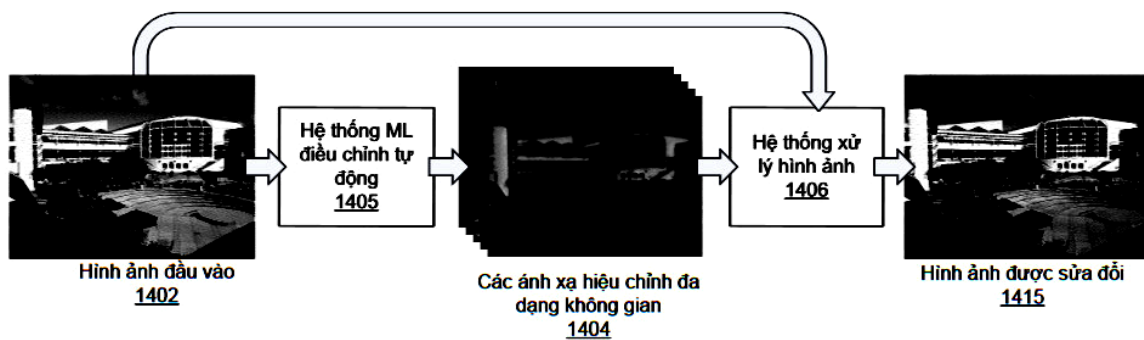 Hệ thống ML
điều chỉnh tự
động
1405
Hệ thống xử
lý hình ảnh
1406
Hình ảnh đầu vào
1402
Các ánh xạ hiệu chỉnh đa
dạng không gian
1404
Hình ảnh được sửa đổi
1415